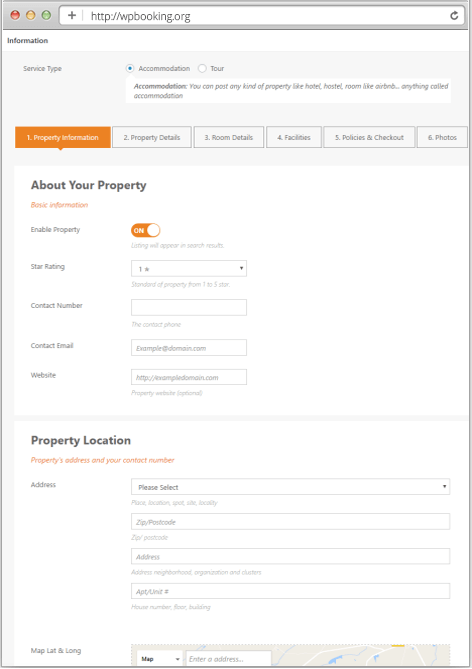 http://wpbooking.org
Information
Service Type
Accommodation
Tour
Accommodation: You can post any kind of property like hotel, hostel, room like airbnb... anything called
accommodation
1. Property Information
2. Property Details
3. Room Details
4. Facilities
5. Policies & Checkout
6. Photos
About Your Property
Basic information
Enable Property
ON
Listing will appear in search results.
Star Rating
1 ★
Standard of property from 1 to 5 star.
Contact Number
The contact phone
Contact Email
Example@domain.com
Website
http://exampledomain.com
Property website (optional)
Property Location
Property's address and your contact number
Address
Please Select
Place, location, spot, site, locality
Zip/Postcode
Zip/ postcode
Address
Address neighborhood, organization and clusters
Apt/Unit #
House number, floor, building
Map Lat & Long
Map
Enter a address...